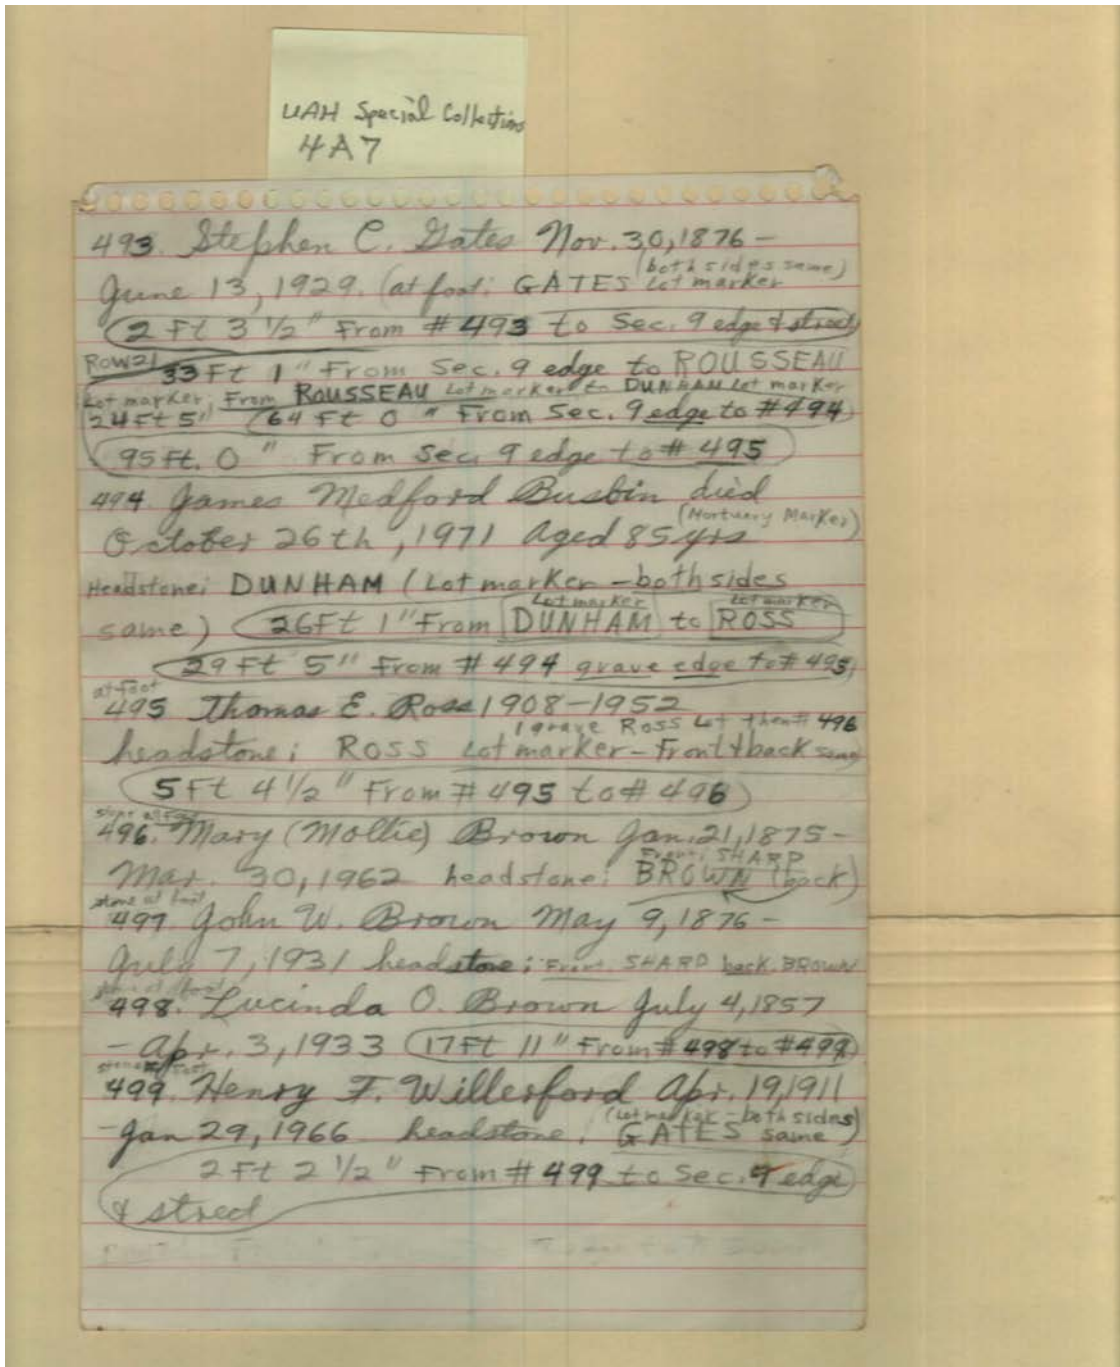 UAH Special Collections
4A7
493. Stephen C. Gates Nov. 30, 1876 –
(both sides same)
June 13, 1929. (at foot: GATES Lot marker
2 Ft 3 1/2" From #493 to Sec. 9 edge & street
Row 21
33 Ft 1" From Sec. 9 edge to ROUSSEAU
Lot marker; From ROUSSEAU Lot marker to DUNHAM Lot marker
24 Ft 5" 64 Ft 0" From Sec. 9 edge to #494
95 Ft. 0" From Sec. 9 edge to #495
494. James Medford Busbin died
(Mortuary Marker)
October 26th, 1971 Aged 85 yrs
Headstone: DUNHAM (Lot marker – both sides
Lot marker Lot marker
same) 26 Ft 1" From DUNHAM to ROSS
29 Ft 5" From #494 grave edge to #495
at foot
495 Thomas E. Ross 1908–1952
1 grave Ross Lot then #496
headstone: ROSS Lot marker – Front & back same
5 Ft 4 1/2" From #495 to #496
496. Mary (Mollie) Brown Jan. 21, 1875 –
Front: SHARP
Mar. 30, 1962 headstone: BROWN (back)
stone at foot
497. John W. Brown May 9, 1876 –
July 7, 1931 headstone; Front. SHARP back. BROWN
stone at foot
498. Lucinda O. Brown July 4, 1857
– Apr. 3, 1933 17 Ft 11" From #498 to #499
stone at foot
499. Henry F. Willesford Apr. 19, 1911
(Lot marker – both sides
– Jan 29, 1966 headstone. GATES same)
2 Ft 2 1/2" From #499 to Sec. 9 edge
& street